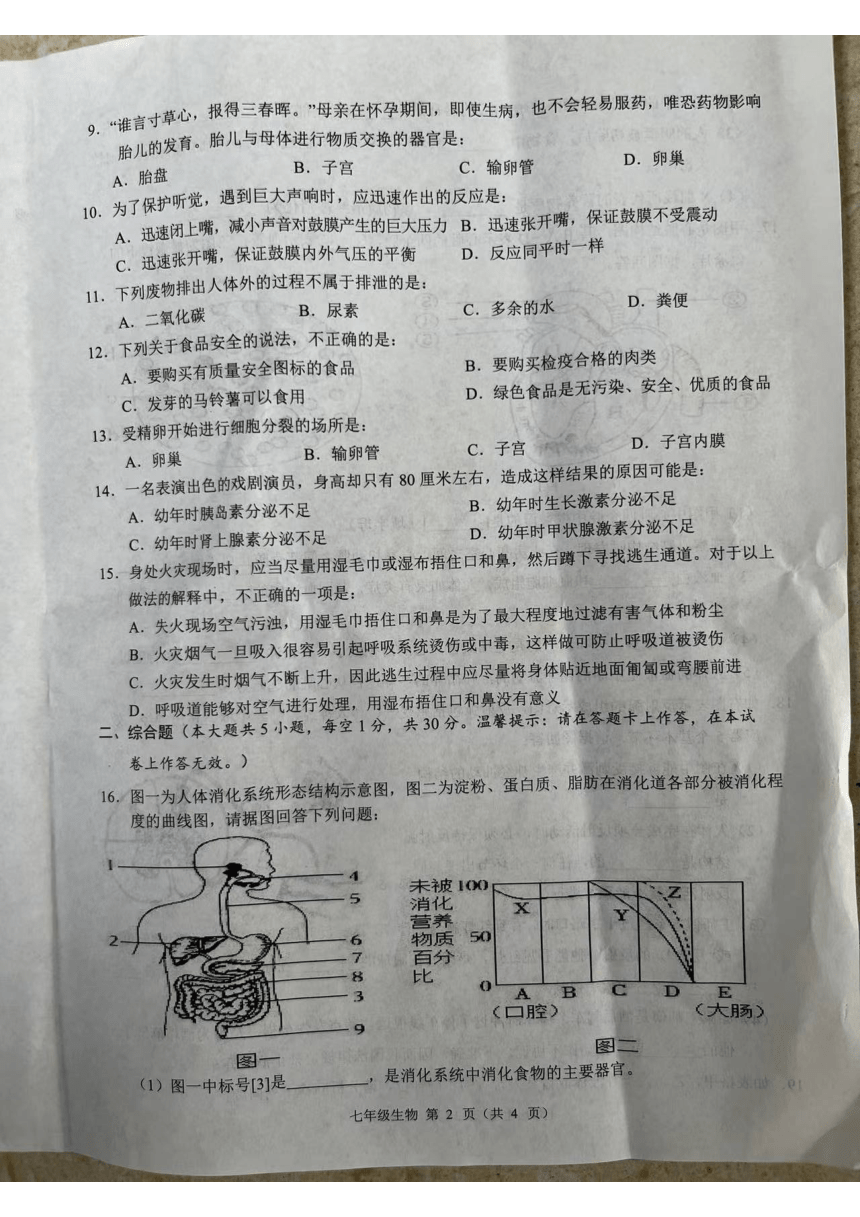 9．“谁言寸草心，报得三春晖。”母亲在怀孕期间，即使生病，也不会轻易服药，唯恐药物影响
胎儿的发育。胎儿与母体进行物质交换的器官是：
A．胎盘 B．子宫 C．输卵管 D．卵巢
10．为了保护听觉，遇到巨大声响时，应迅速作出的反应是：
A．迅速闭上嘴，减小声音对鼓膜产生的巨大压力 B．迅速张开嘴，保证鼓膜不受震动
C．迅速张开嘴，保证鼓膜内外气压的平衡 D．反应同平时一样
11．下列废物排出人体外的过程不属于排泄的是：
A．二氧化碳 B．尿素 C．多余的水 D．粪便
12．下列关于食品安全的说法，不正确的是：
A．要购买有质量安全图标的食品 B．要购买检疫合格的肉类
C．发芽的马铃薯可以食用 D．绿色食品是无污染、安全、优质的食品
13．受精卵开始进行细胞分裂的场所是：
A．卵巢 B．输卵管 C．子宫 D．子宫内膜
14．一名表演出色的戏剧演员，身高却只有 80 厘米左右，造成这样结果的原因可能是：
A．幼年时胰岛素分泌不足 B．幼年时生长激素分泌不足
C．幼年时肾上腺素分泌不足 D．幼年时甲状腺激素分泌不足
15．身处火灾现场时，应当尽量用湿毛巾或湿布捂住口和鼻，然后蹲下寻找逃生通道。对于以上
做法的解释中，不正确的一项是：
A．失火现场空气污浊，用湿毛巾捂住口和鼻是为了最大程度地过滤有害气体和粉尘
B．火灾烟气一旦吸入很容易引起呼吸系统烫伤或中毒，这样做可防止呼吸道被烫伤
C．火灾发生时烟气不断上升，因此逃生过程中应尽量将身体贴近地面匍匐或弯腰前进
D．呼吸道能够对空气进行处理，用湿布捂住口和鼻没有意义
二、综合题（本大题共 5 小题，每空 1 分，共 30 分。温馨提示：请在答题卡上作答，在本试
卷上作答无效。）
16．图一为人体消化系统形态结构示意图，图二为淀粉、蛋白质、脂肪在消化道各部分被消化程
度的曲线图，请据图回答下列问题：
1
2
4
5
6
7
8
3
9
图一
未被
消化
营养
物质
百分
比
100
50
0
X
Y
Z
A B C D E
（口腔） （大肠）
图二
（1）图一中标号[3]是________，是消化系统中消化食物的主要器官。
七年级生物 第 2 页（共 4 页）